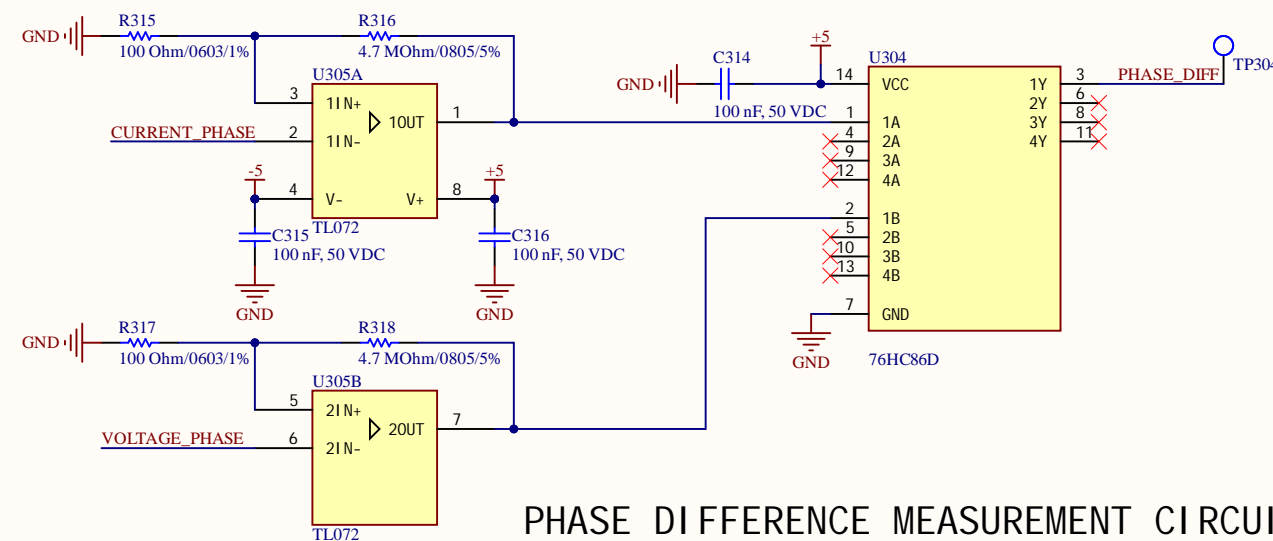 R315
GND
100 Ohm/0603/1%
R316
4.7 MOhm/0805/5%
U305A
3
1IN+
1OUT
1
CURRENT_PHASE
2
1IN-
-5
4
V-
V+
8
+5
TL072
C315
100 nF, 50 VDC
GND
C316
100 nF, 50 VDC
GND
R317
GND
100 Ohm/0603/1%
R318
4.7 MOhm/0805/5%
U305B
5
2IN+
2OUT
7
VOLTAGE_PHASE
6
2IN-
TL072
+5
C314
GND
100 nF, 50 VDC
U304
14
VCC
1
1A
4
2A
9
3A
12
4A
2
1B
5
2B
10
3B
13
4B
7
GND
GND
76HC86D
1Y
3
PHASE_DIFF
TP304
2Y
6
3Y
8
4Y
11
PHASE DIFFERENCE MEASUREMENT CIRCUI